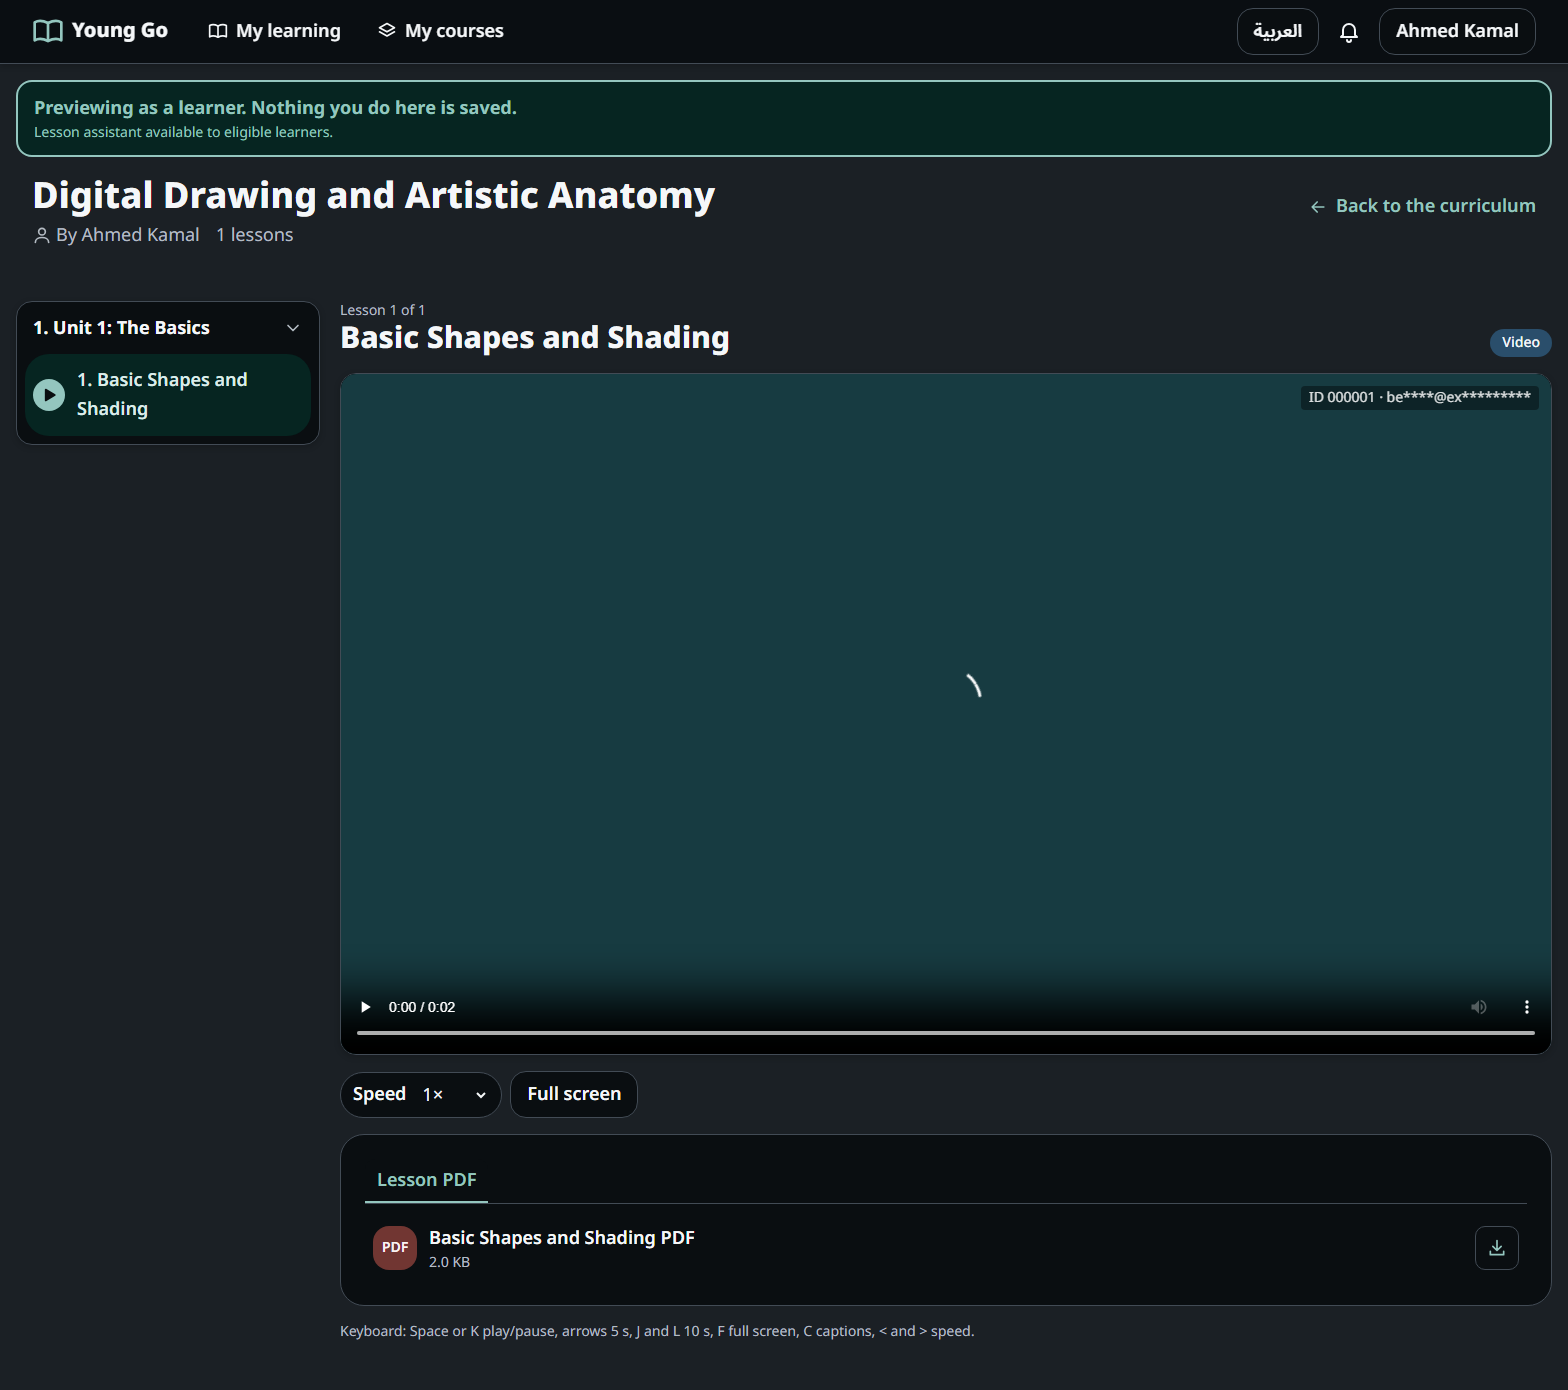 Young Go
My learning
My courses
العربية
Ahmed Kamal
Previewing as a learner. Nothing you do here is saved.
Lesson assistant available to eligible learners.
Digital Drawing and Artistic Anatomy
By Ahmed Kamal 1 lessons
Back to the curriculum
1. Unit 1: The Basics
1. Basic Shapes and
Shading
Lesson 1 of 1
Basic Shapes and Shading
Video
ID 000001 · be****@ex*********
0:00 / 0:02
Speed 1×
Full screen
Lesson PDF
PDF
Basic Shapes and Shading PDF
2.0 KB
Keyboard: Space or K play/pause, arrows 5 s, J and L 10 s, F full screen, C captions, < and > speed.